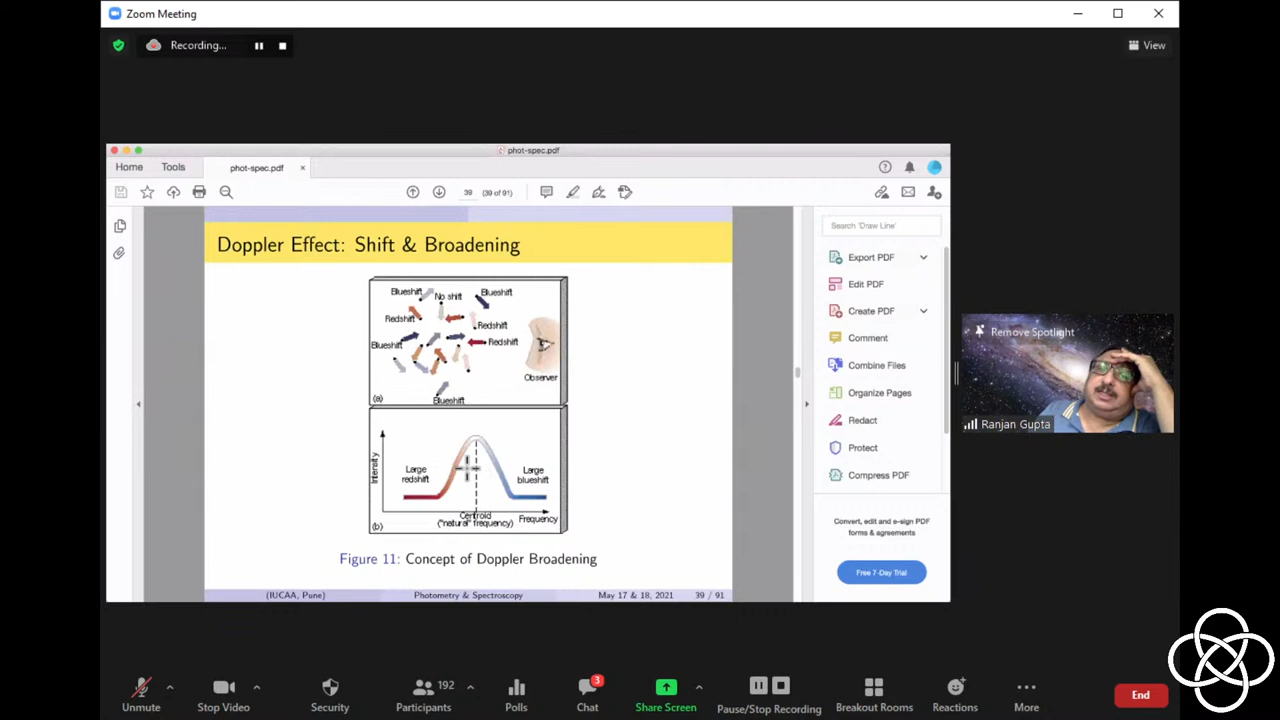 Zoom Meeting
Recording...
View
phot-spec.pdf
Home Tools phot-spec.pdf
39 (39 of 91)
Doppler Effect: Shift & Broadening
Blueshift
No shift
Blueshift
Redshift
Redshift
Blueshift
Redshift
Observer
(a)
Blueshift
Intensity
Large
redshift
Large
blueshift
Centroid
("natural" frequency)
Frequency
(b)
Figure 11: Concept of Doppler Broadening
(IUCAA, Pune) Photometry & Spectroscopy May 17 & 18, 2021 39 / 91
Search 'Draw Line'
Export PDF
Edit PDF
Create PDF
Comment
Combine Files
Organize Pages
Redact
Protect
Compress PDF
Convert, edit and e-sign PDF
forms & agreements
Free 7-Day Trial
Remove Spotlight
Ranjan Gupta
Unmute
Stop Video
Security
192
Participants
Polls
3
Chat
Share Screen
Pause/Stop Recording
Breakout Rooms
Reactions
More
End